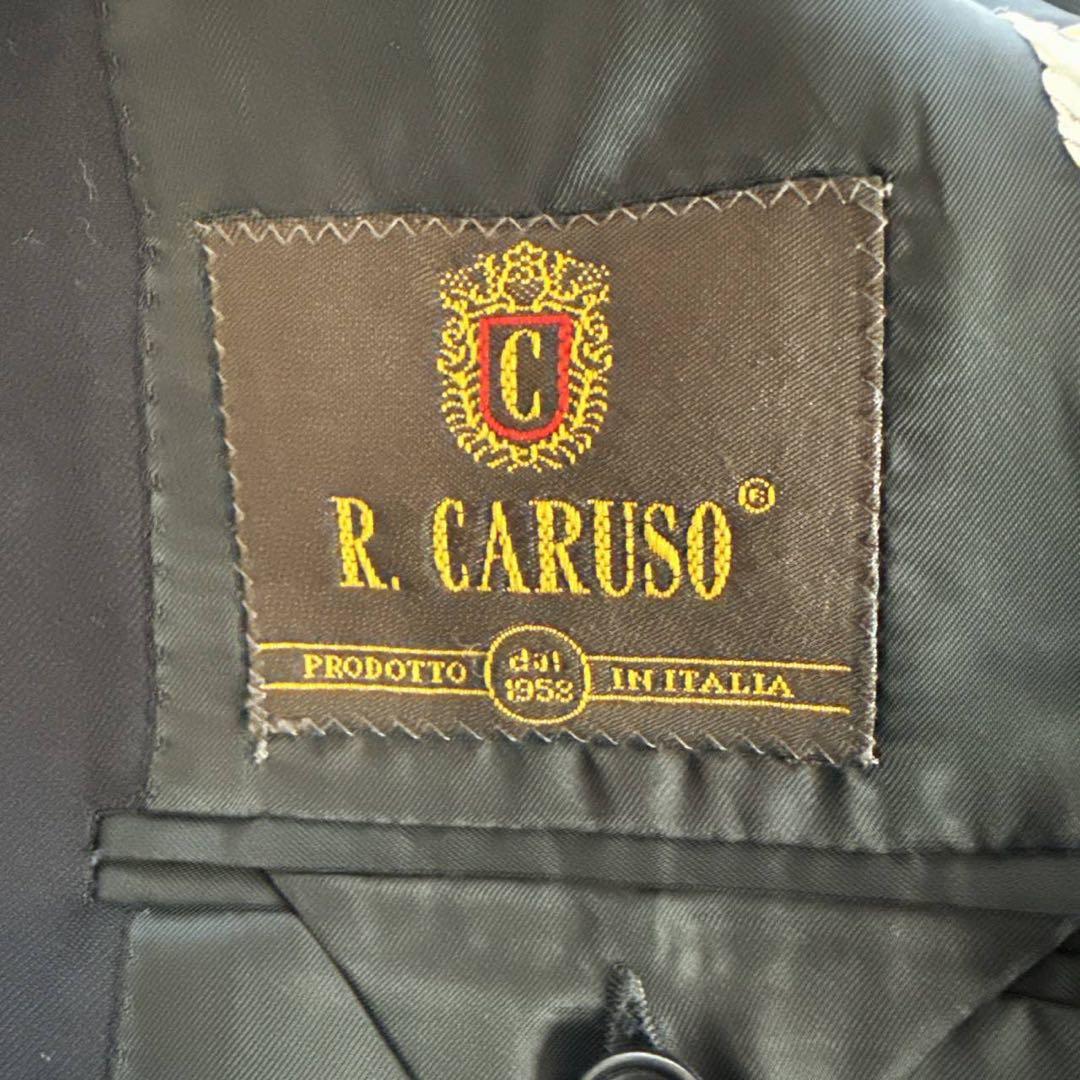 C
R. CARUSO®
PRODOTTO dal 1958 IN ITALIA